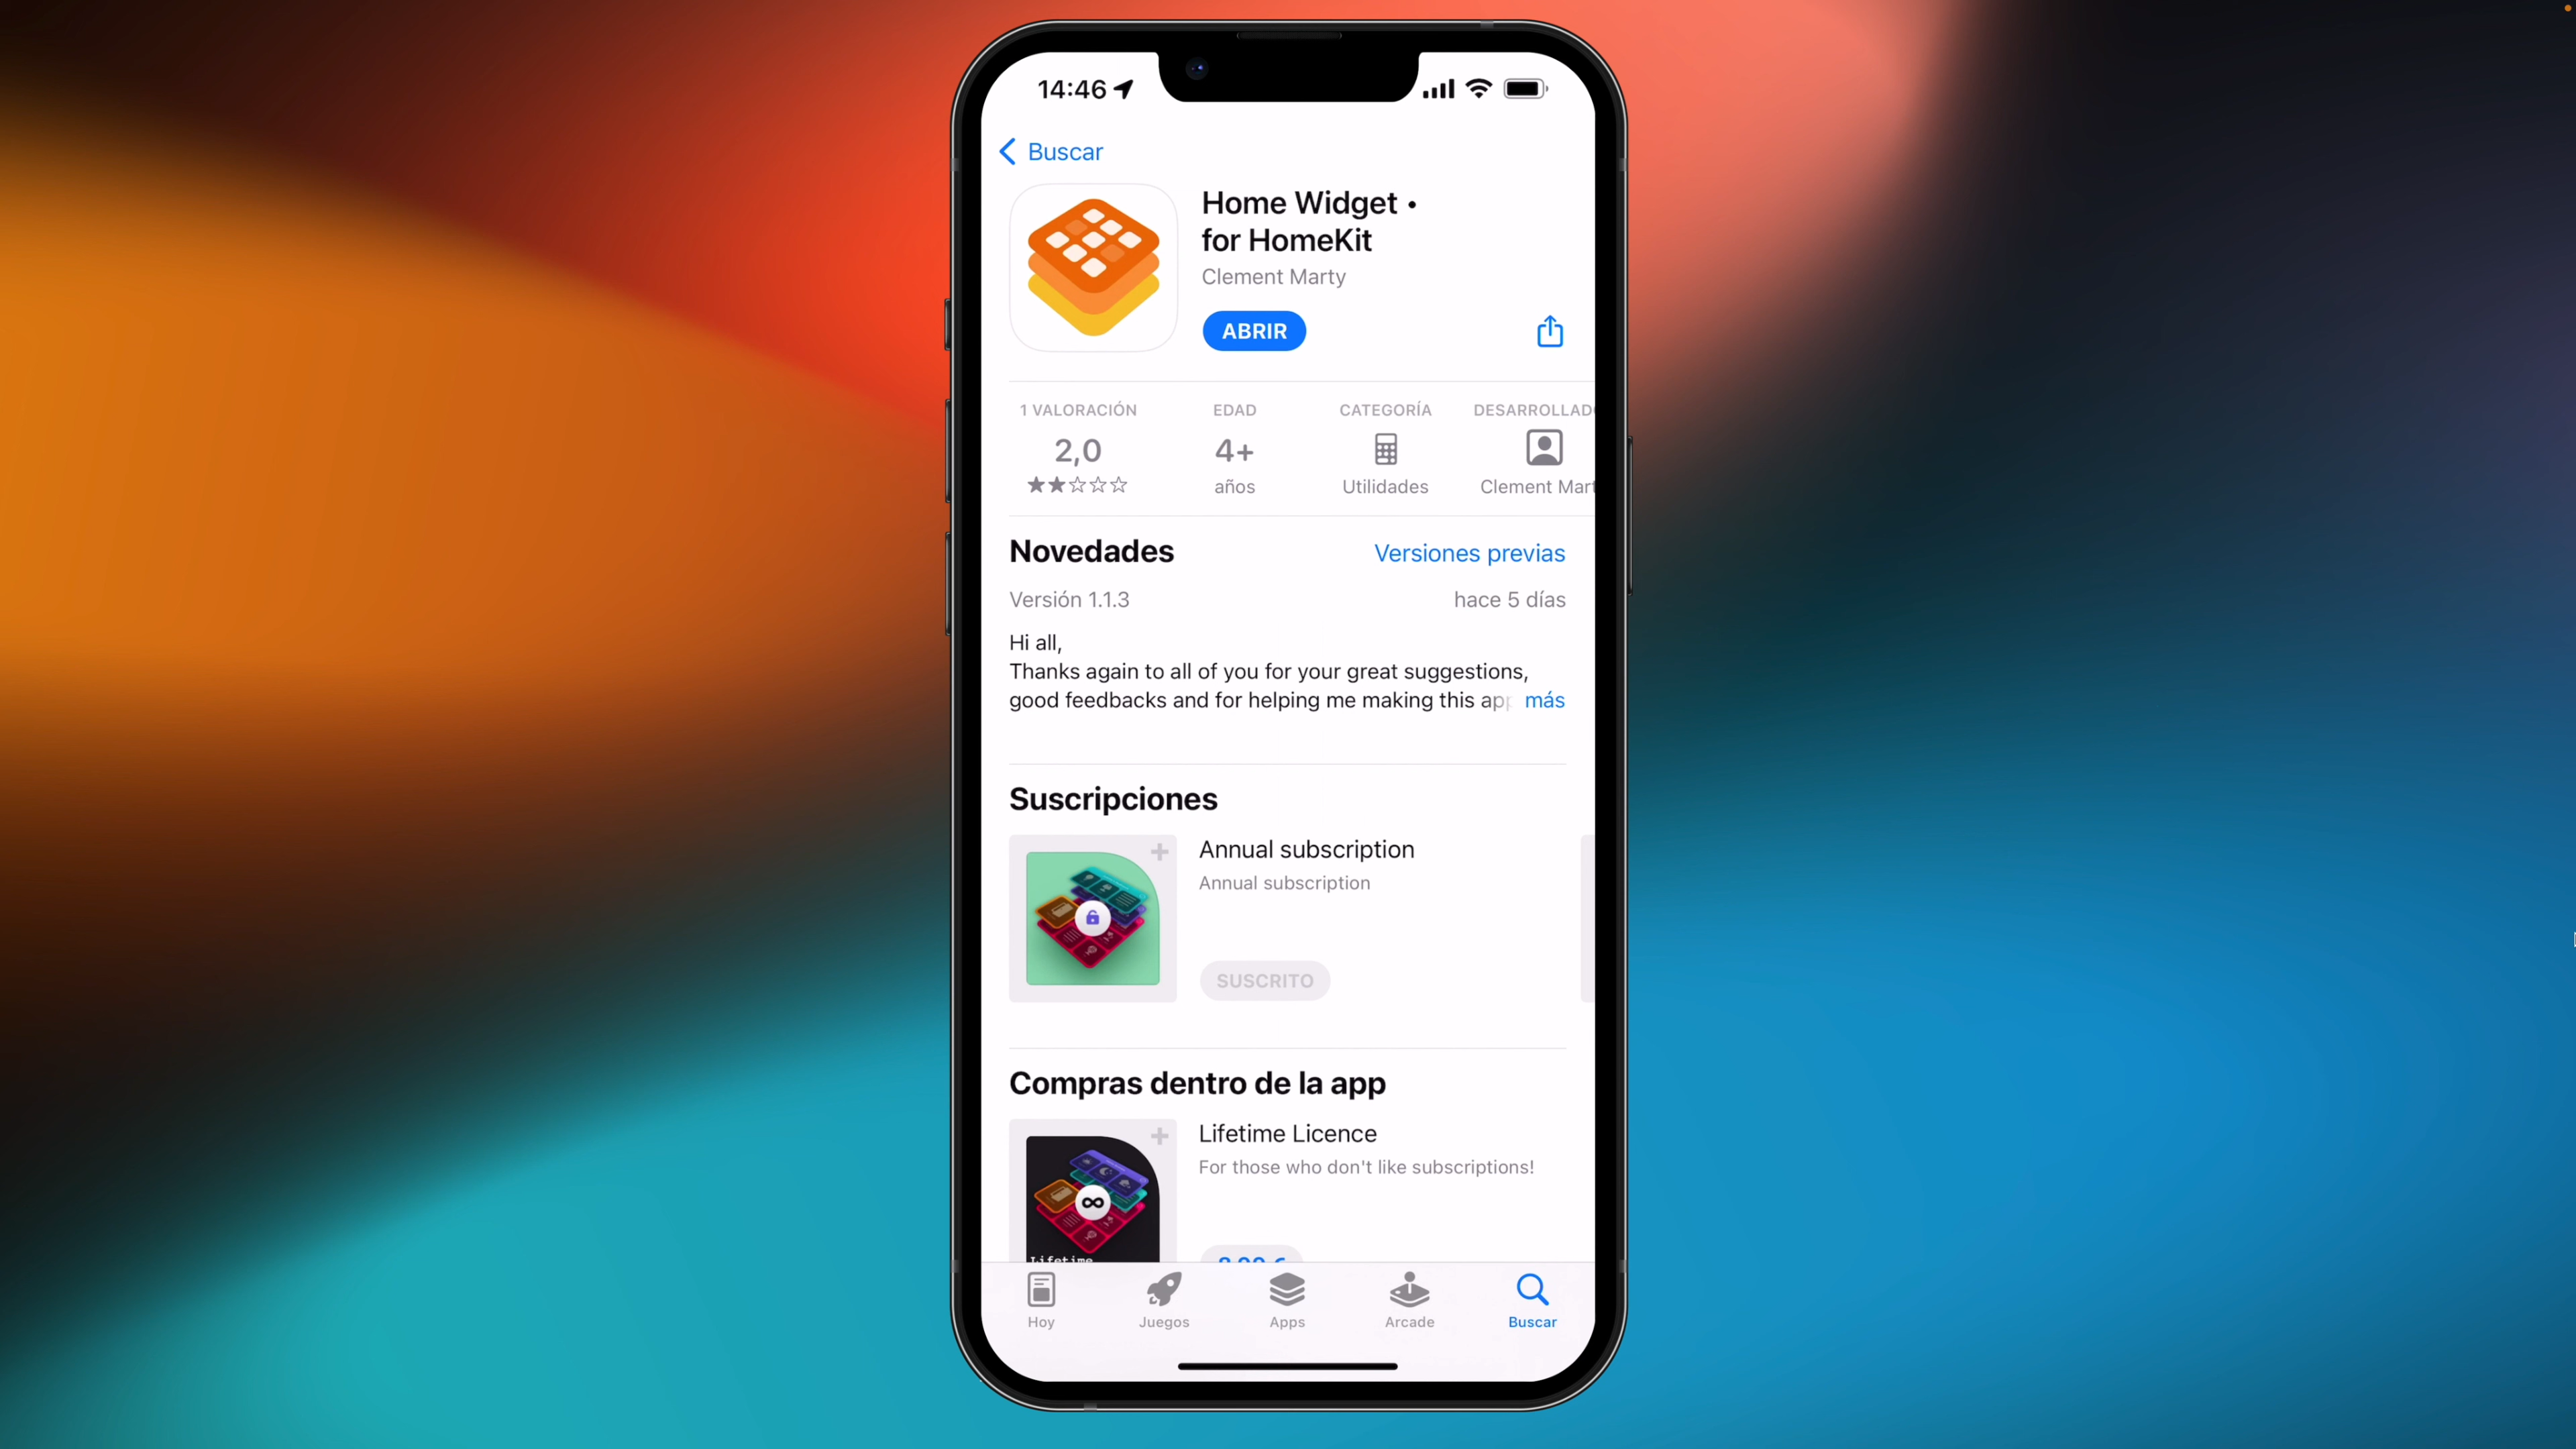 14:46
Buscar
Home Widget •
for HomeKit
Clement Marty
ABRIR
1 VALORACIÓN
EDAD
CATEGORÍA
2,0
4+
años
Utilidades
Clement
Novedades
Versiones previas
Versión 1.1.3
hace 5 días
Hi all,
Thanks again to all of you for your great suggestions,
good feedbacks and for helping me making this
más
Suscripciones
Annual subscription
Annual subscription
SUSCRITO
Compras dentro de la app
Lifetime Licence
For those who don't like subscriptions!
Lifetime
Hoy
Juegos
Apps
Arcade
Buscar